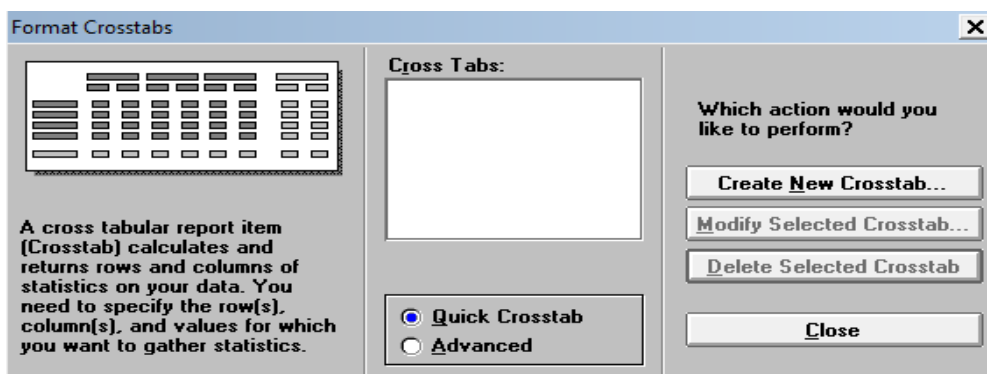 Format Crosstabs
A cross tabular report item
(Crosstab) calculates and
returns rows and columns of
statistics on your data. You
need to specify the row(s),
column(s), and values for which
you want to gather statistics.
Cross Tabs:
Quick Crosstab
Advanced
Which action would you
like to perform?
Create New Crosstab...
Modify Selected Crosstab...
Delete Selected Crosstab
Close